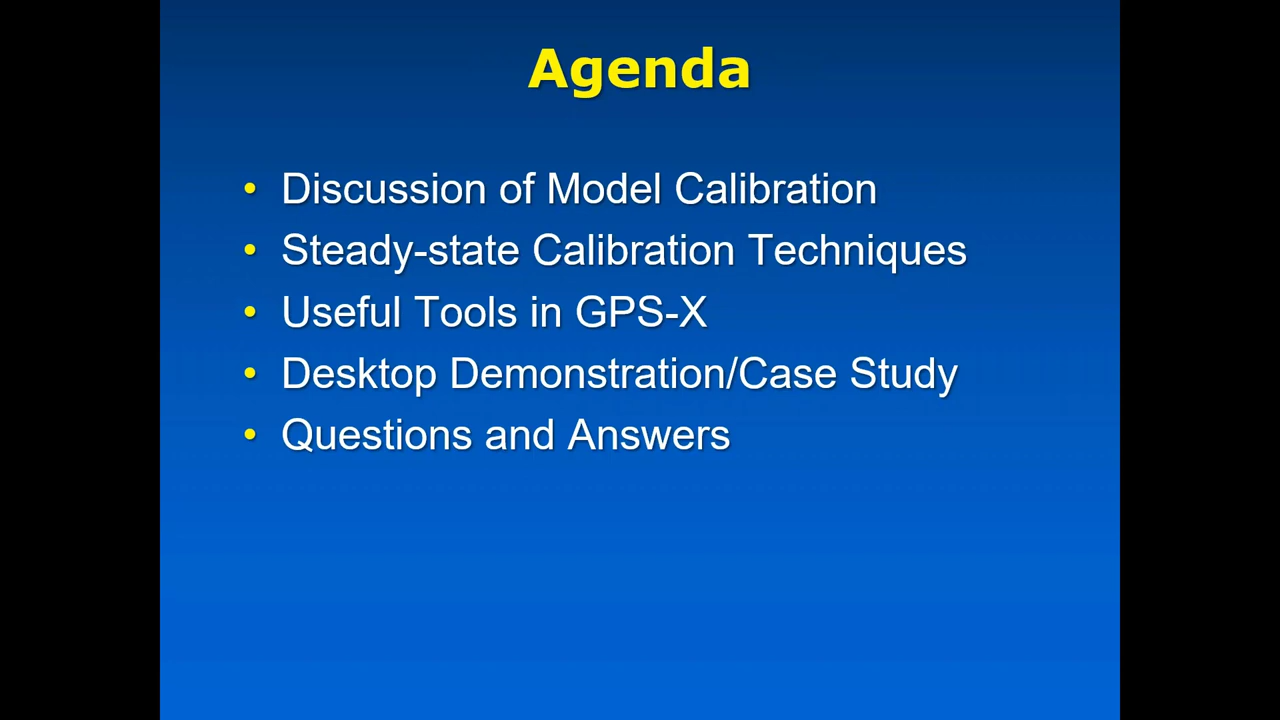 Agenda
• Discussion of Model Calibration
• Steady-state Calibration Techniques
• Useful Tools in GPS-X
• Desktop Demonstration/Case Study
• Questions and Answers